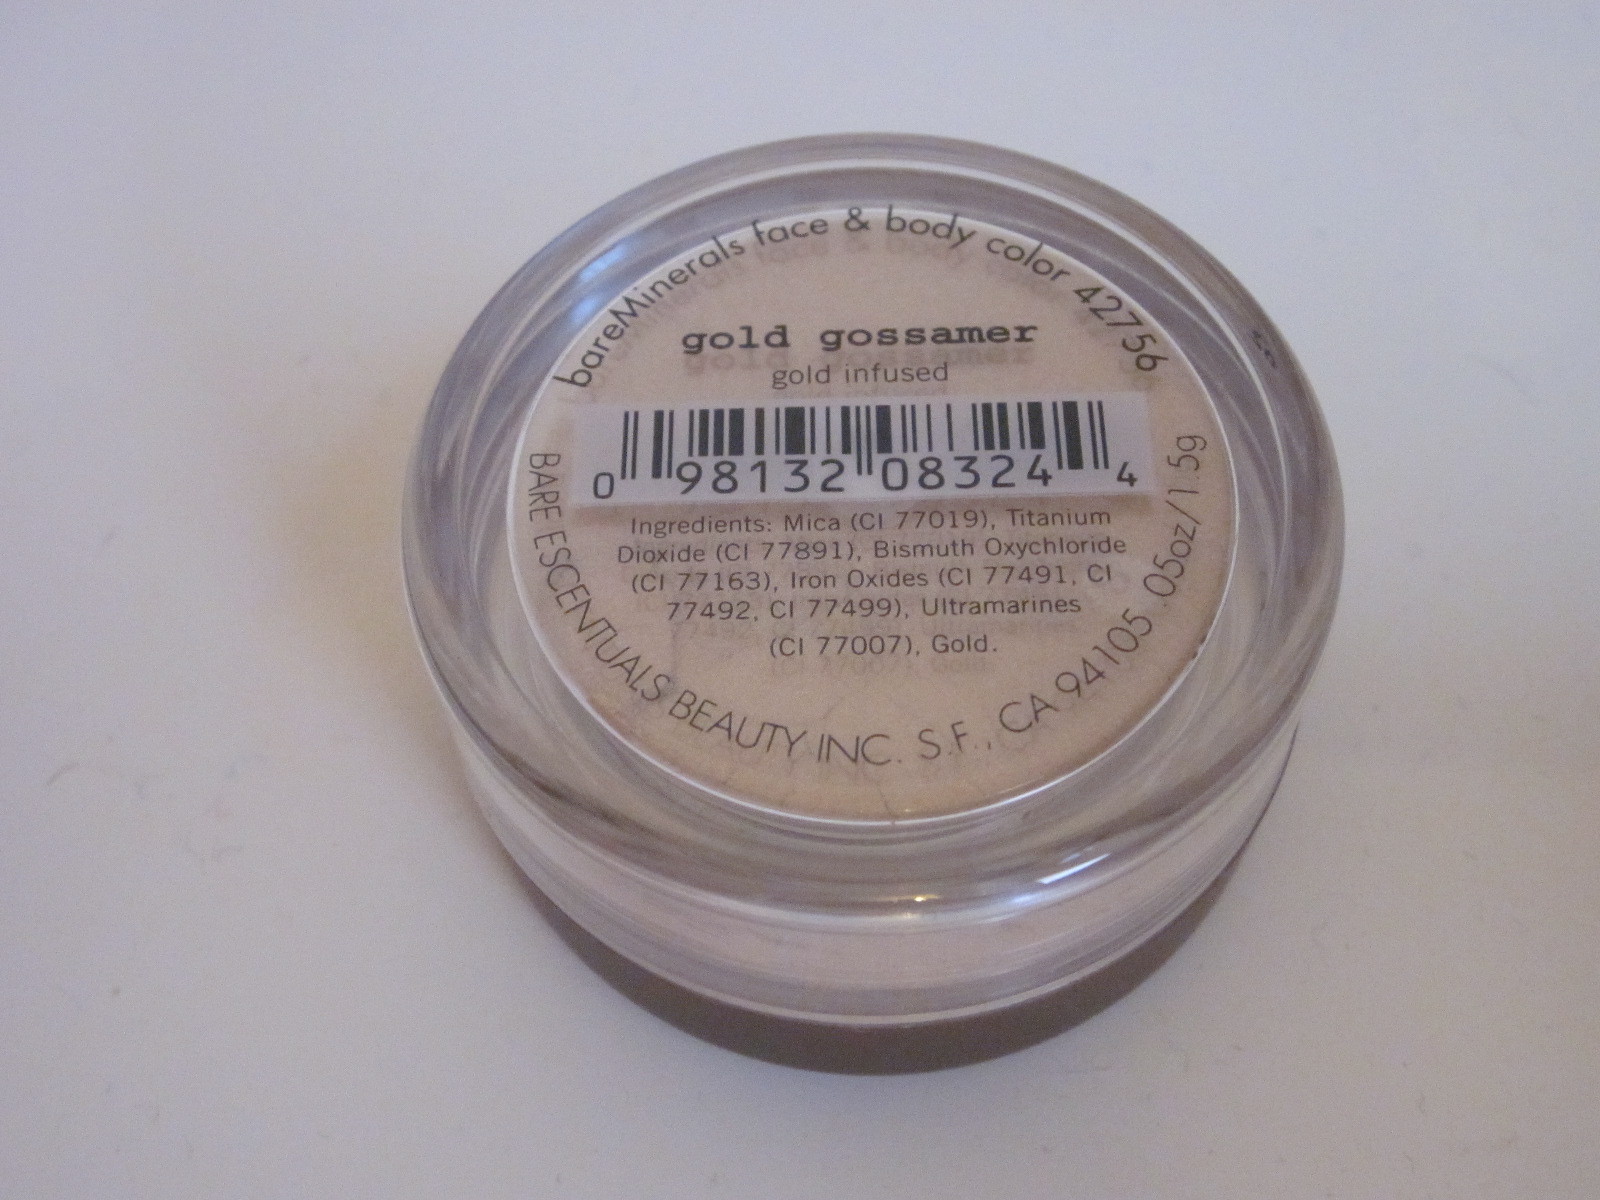 bareMinerals face & body color 42756
gold gossamer
gold infused
0 98132 08324 4
Ingredients: Mica (CI 77019), Titanium
Dioxide (CI 77891), Bismuth Oxychloride
(CI 77163), Iron Oxides (CI 77491, CI
77492, CI 77499), Ultramarines
(CI 77007), Gold.
BARE ESCENTUALS BEAUTY INC. S.F., CA 94105 .05oz/1.5g